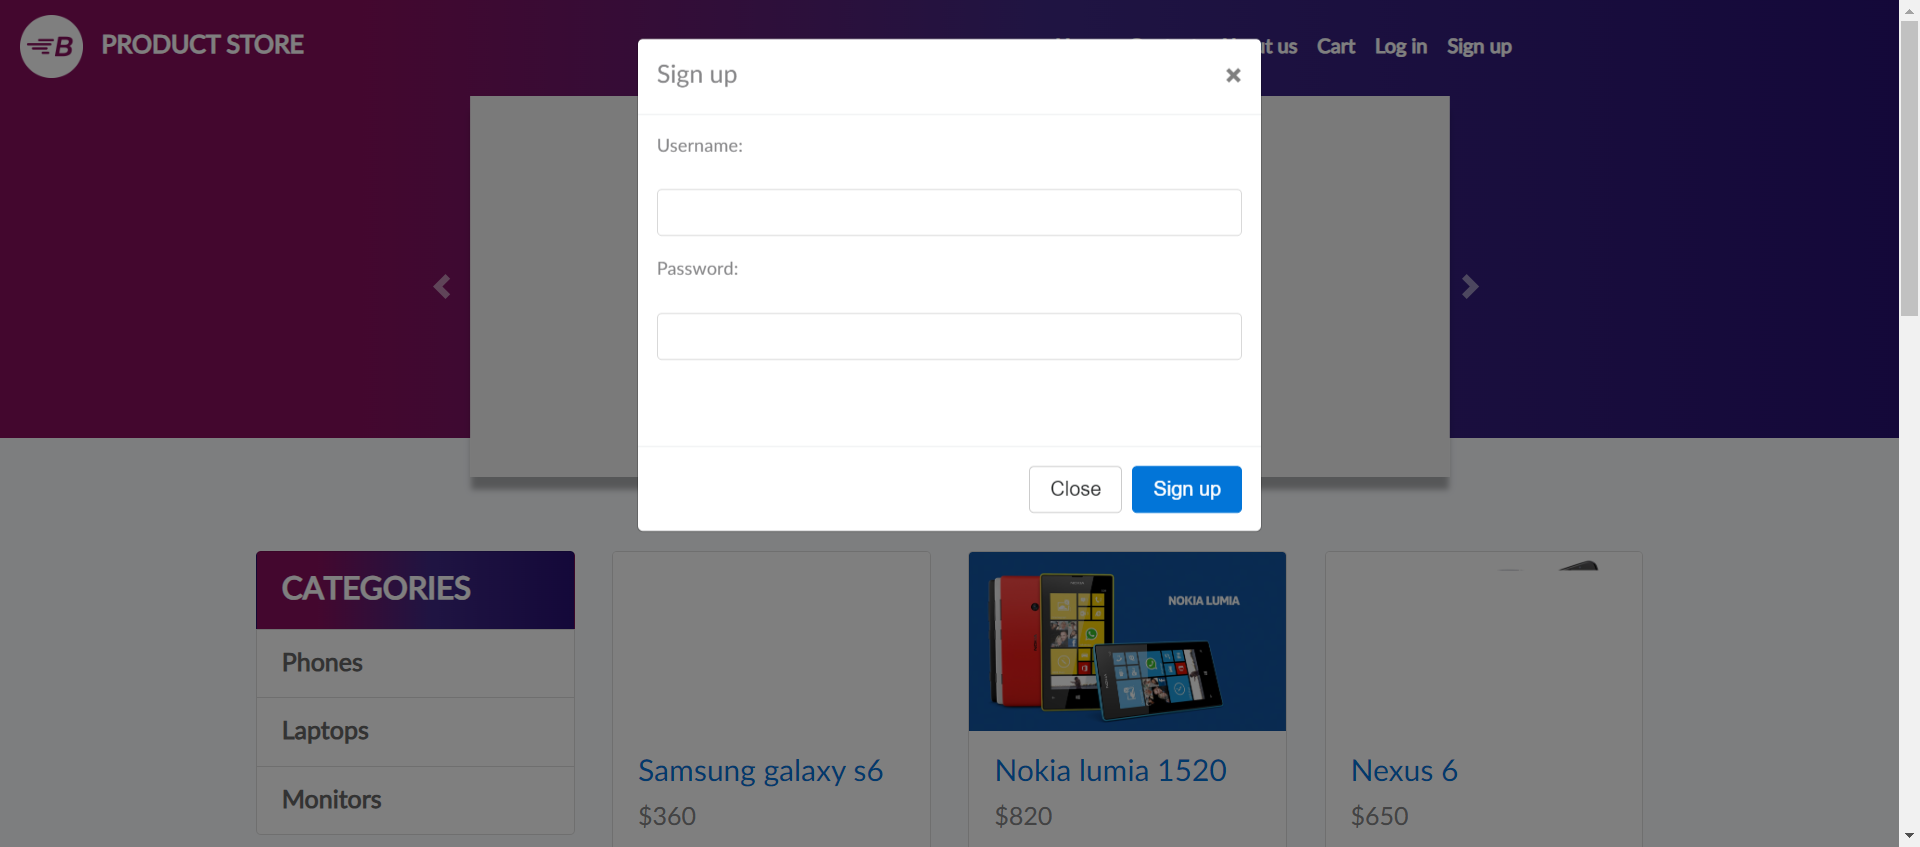 B PRODUCT STORE
t us Cart Log in Sign up
Sign up ×
Username:
Password:
Close Sign up
CATEGORIES
Phones
Laptops
Monitors
NOKIA LUMIA
Samsung galaxy s6
$360
Nokia lumia 1520
$820
Nexus 6
$650